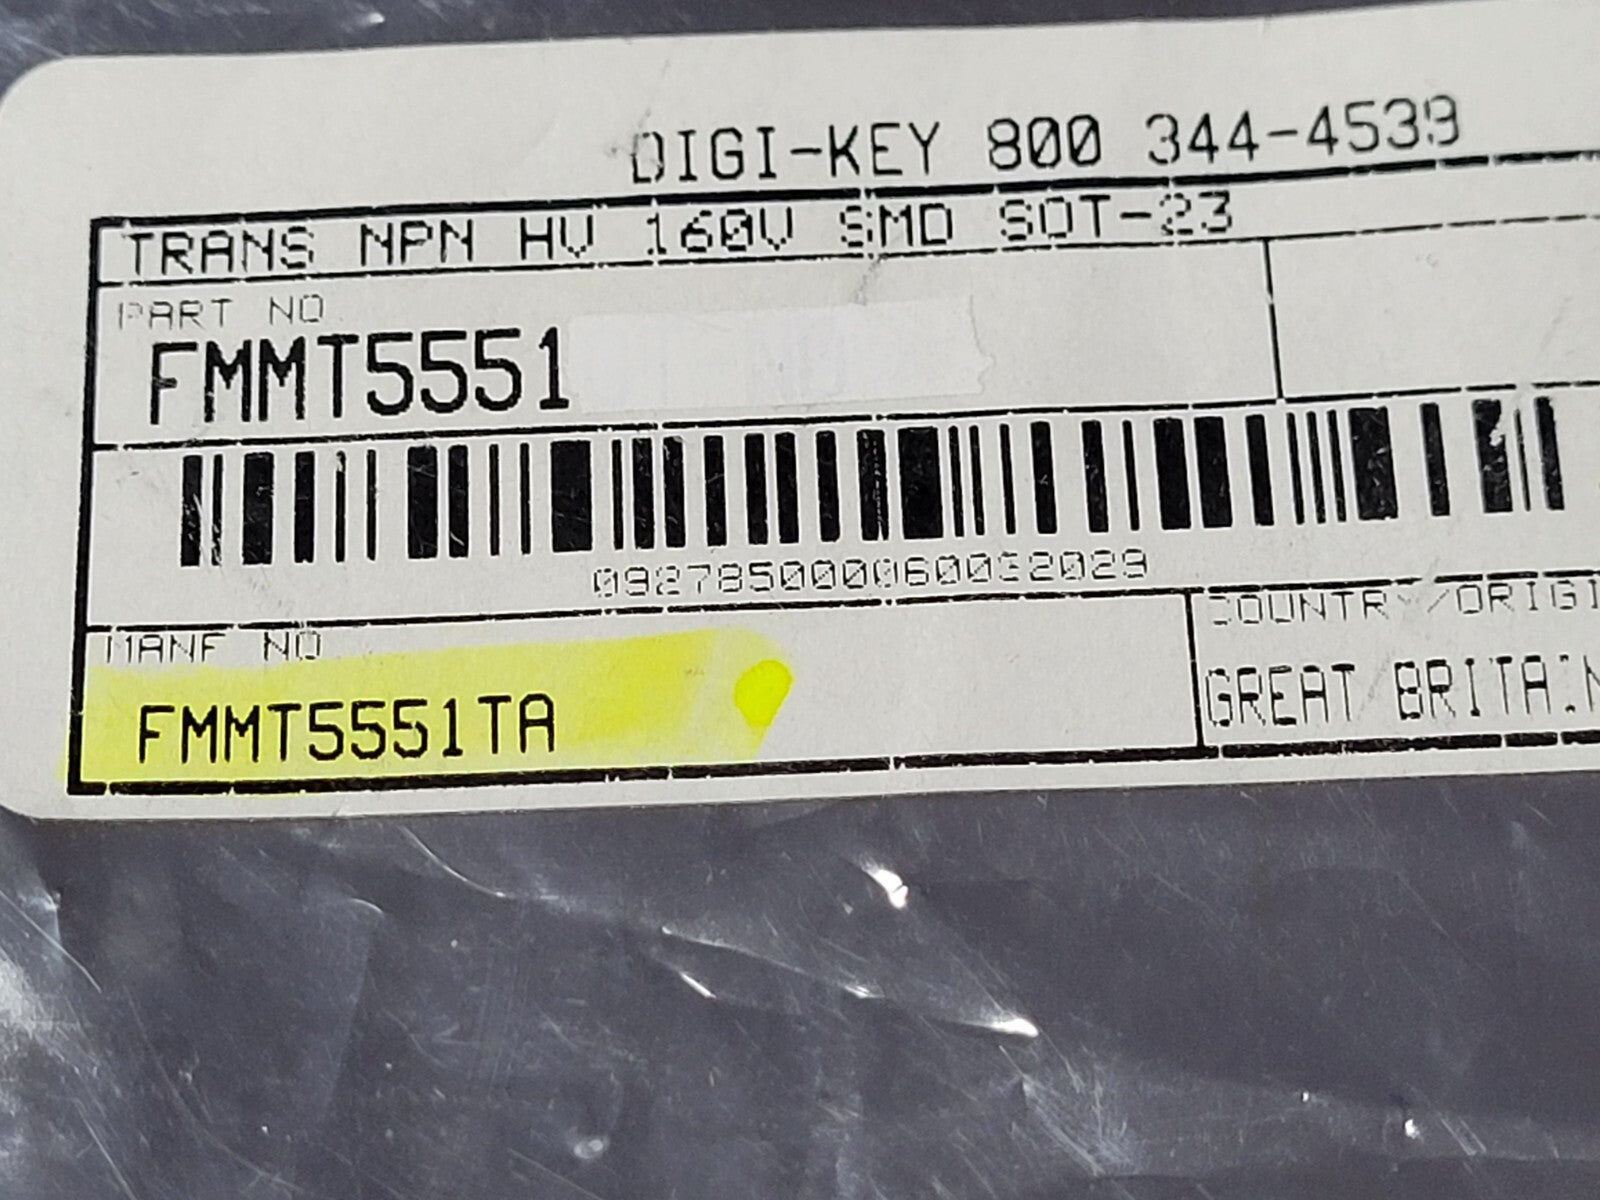 DIGI-KEY 800 344-4539
TRANS NPN HV 160V SMD SOT-23
PART NO
FMMT5551
092785000060032029
MANF NO
FMMT5551TA
COUNTRY/ORIGI
GREAT BRITAIN